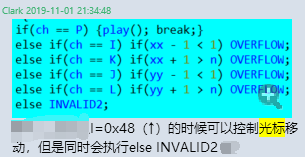 Clark 2019-11-01 21:34:48
if(ch == P) {play(); break;}
else if(ch == I) if(xx - 1 < 1) OVERFLOW;
else if(ch == K) if(xx + 1 > n) OVERFLOW;
else if(ch == J) if(yy - 1 < 1) OVERFLOW;
else if(ch == L) if(yy + 1 > n) OVERFLOW;
else INVALID2;
l=0x48（↑）的时候可以控制光标移
动，但是同时会执行else INVALID2